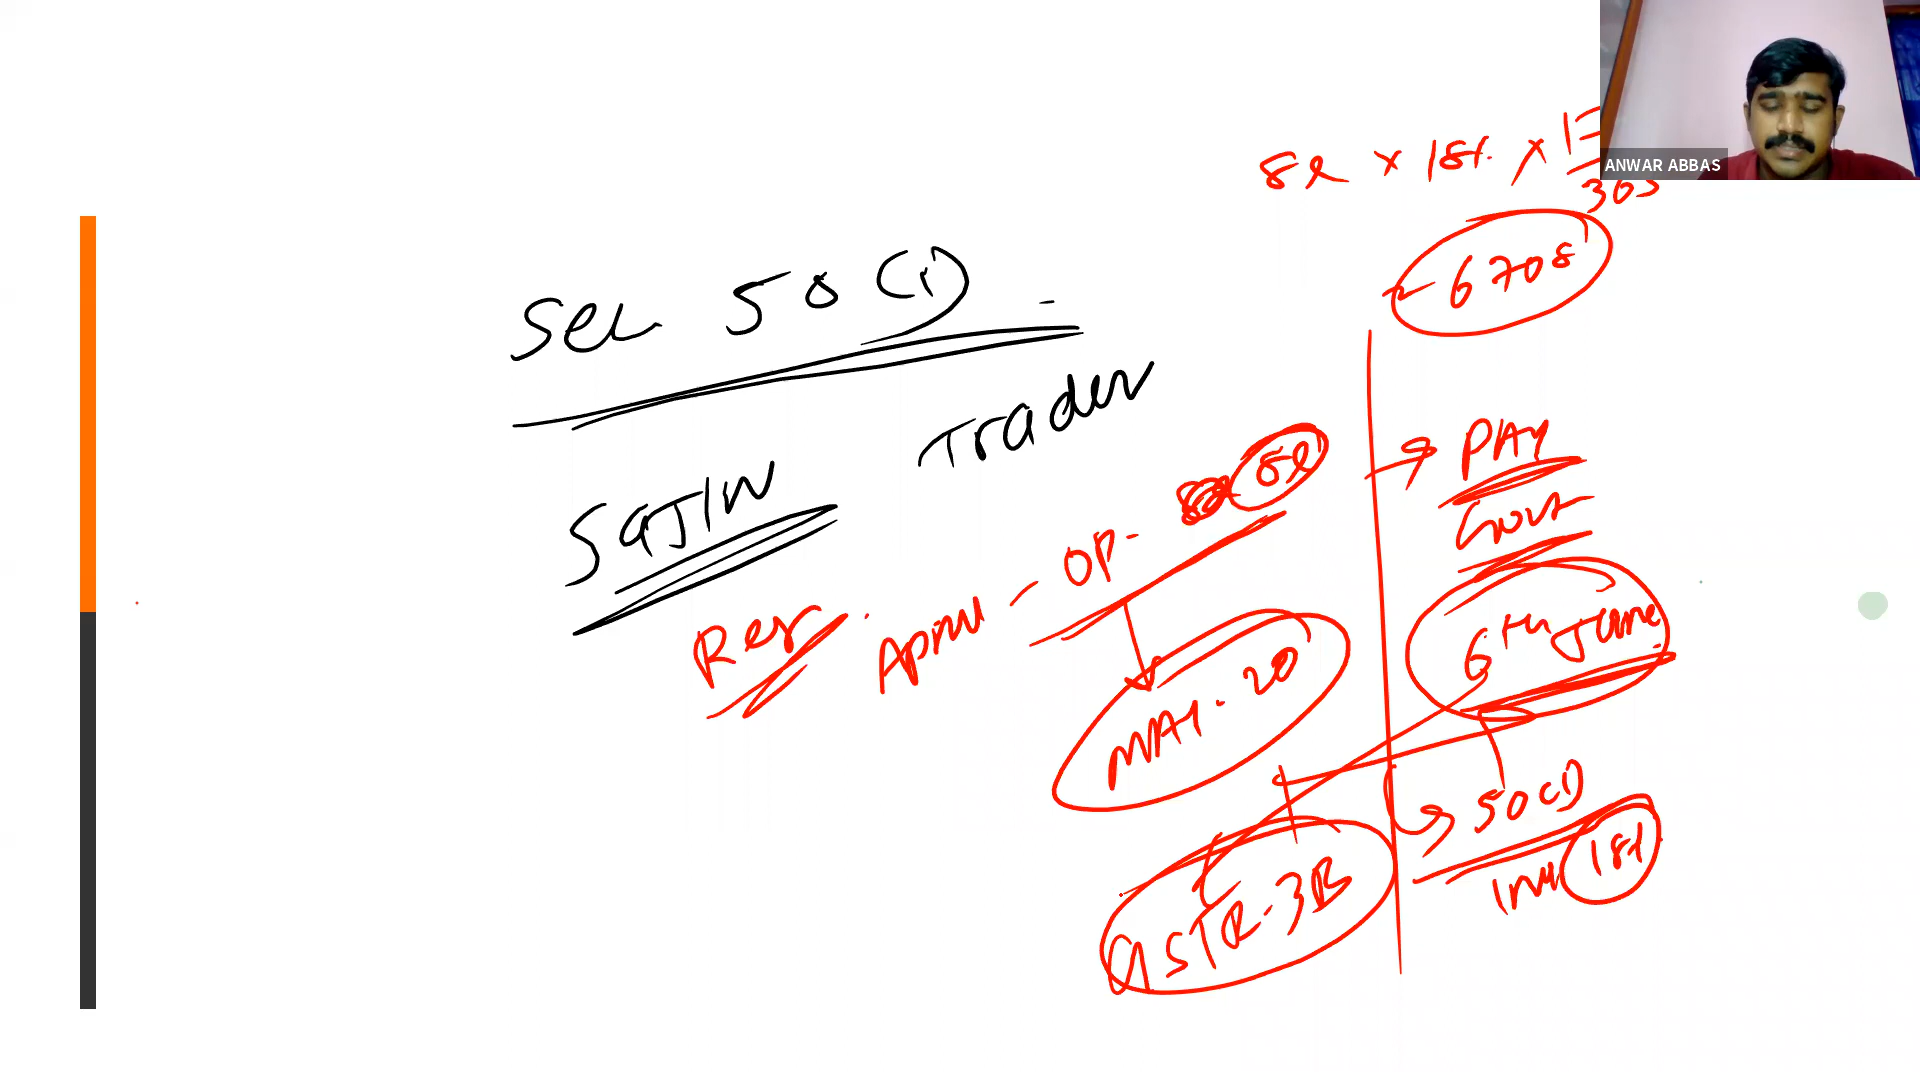 8l × 18%. × 17
365
ANWAR ABBAS
6708
Sec 50 (1)
Trader
Sajin
PAY
Govt
Reg. April - OP - 8l
6th June
MAY-20
50(1)
Int 18%
GSTR-3B